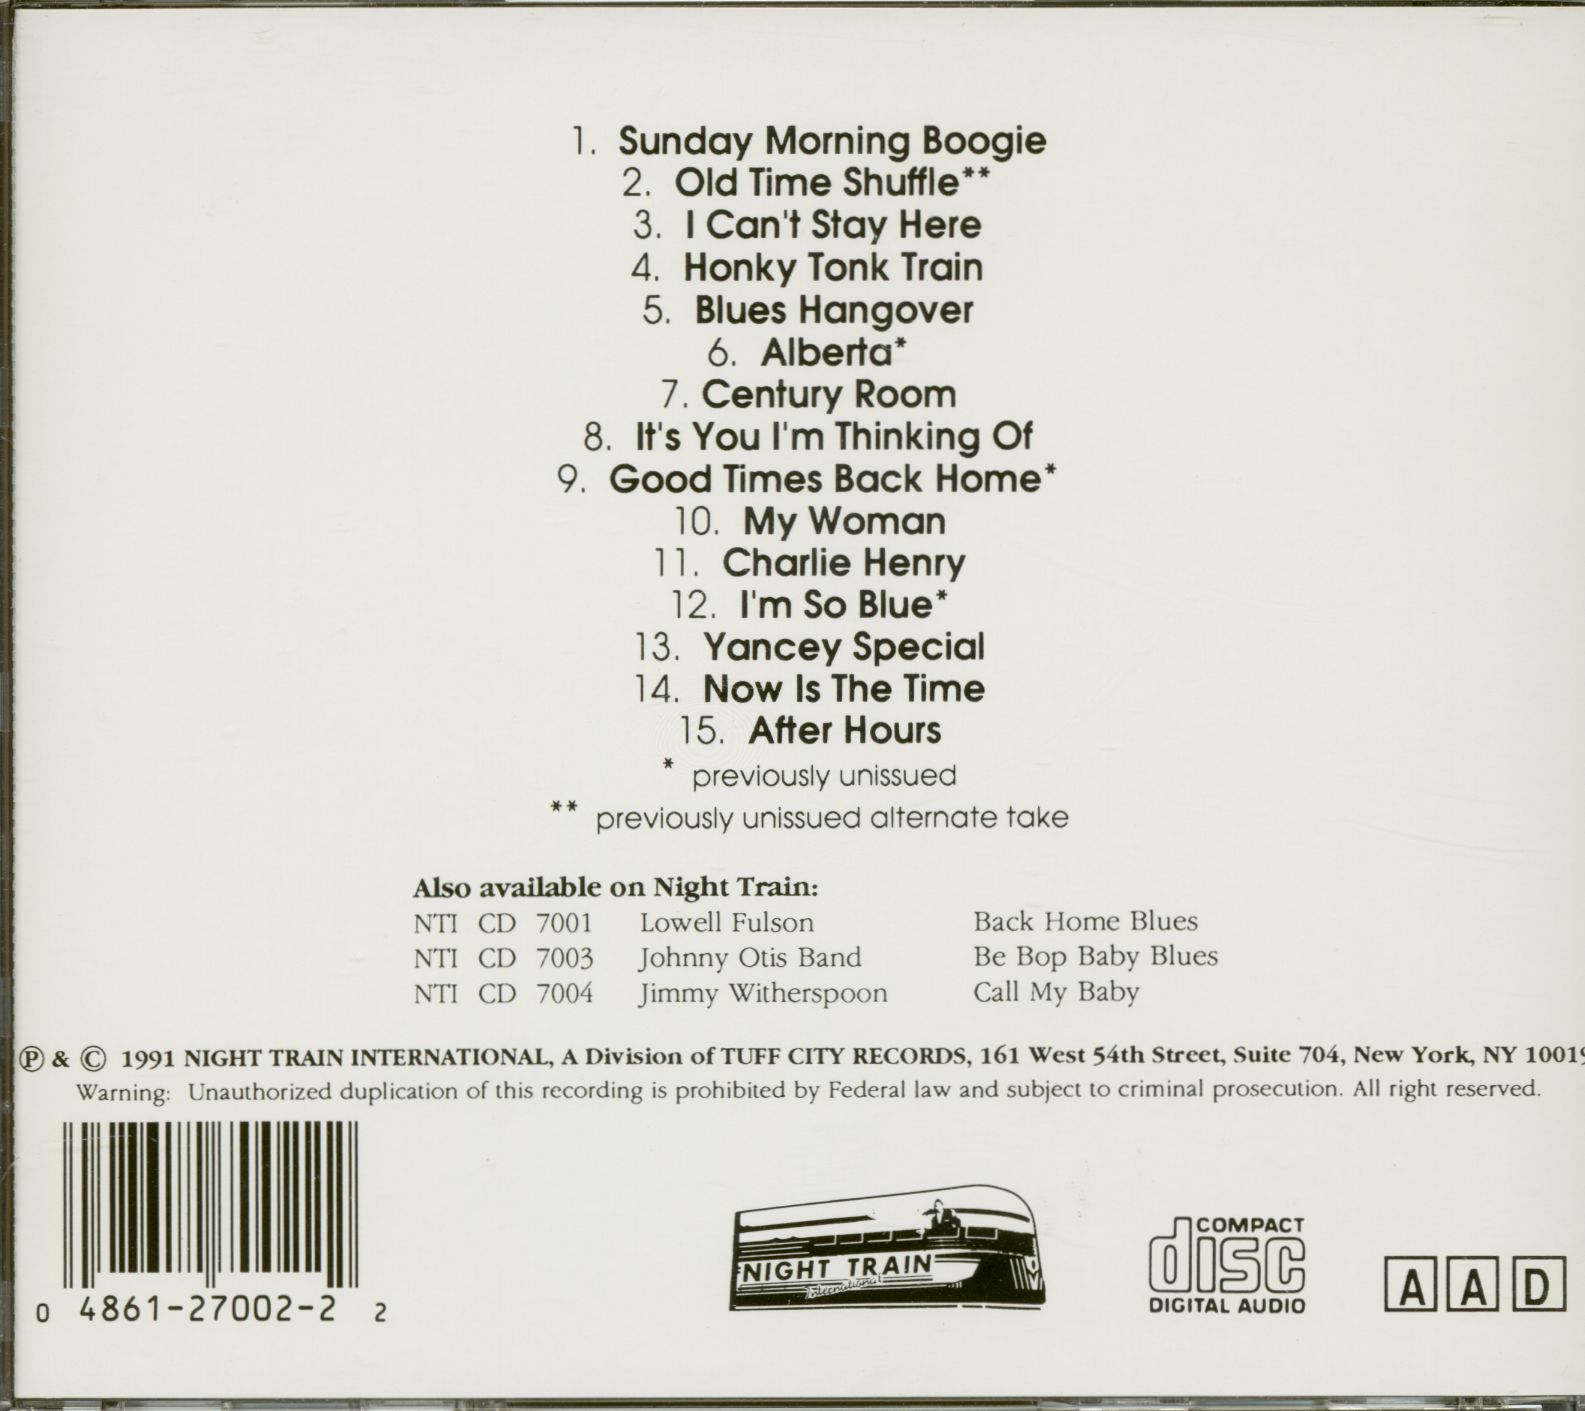 1. Sunday Morning Boogie
2. Old Time Shuffle**
3. I Can't Stay Here
4. Honky Tonk Train
5. Blues Hangover
6. Alberta*
7. Century Room
8. It's You I'm Thinking Of
9. Good Times Back Home*
10. My Woman
11. Charlie Henry
12. I'm So Blue*
13. Yancey Special
14. Now Is The Time
15. After Hours
* previously unissued
** previously unissued alternate take
Also available on Night Train:
NTI CD 7001 Lowell Fulson Back Home Blues
NTI CD 7003 Johnny Otis Band Be Bop Baby Blues
NTI CD 7004 Jimmy Witherspoon Call My Baby
Ⓟ & © 1991 NIGHT TRAIN INTERNATIONAL, A Division of TUFF CITY RECORDS, 161 West 54th Street, Suite 704, New York, NY 10019
Warning: Unauthorized duplication of this recording is prohibited by Federal law and subject to criminal prosecution. All right reserved.
0 4861-27002-2 2
NIGHT TRAIN
International
COMPACT
disc
DIGITAL AUDIO
A A D